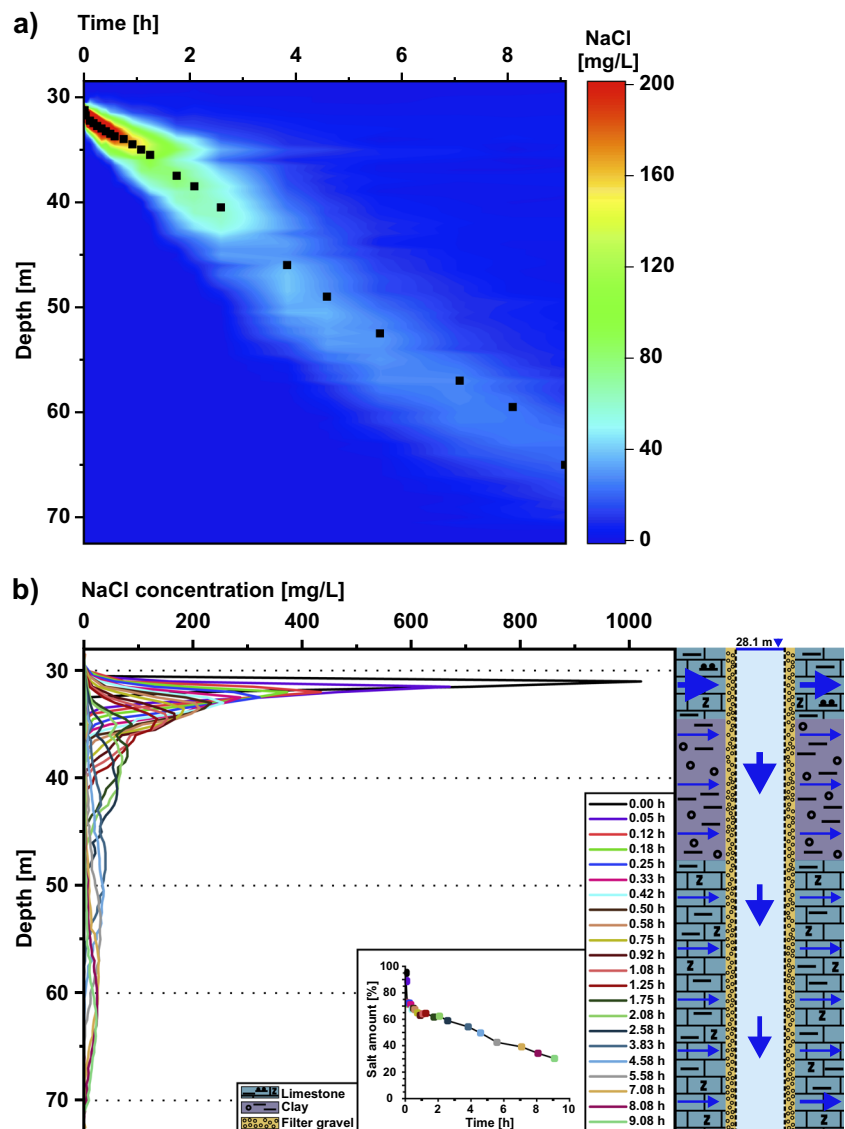 a)
Time [h]
0 2 4 6 8
NaCl
[mg/L]
Depth [m]
30
40
50
60
70
200
160
120
80
40
0
b)
NaCl concentration [mg/L]
0 200 400 600 800 1000
28.1 m
Depth [m]
30
40
50
60
70
0.00 h
0.05 h
0.12 h
0.18 h
0.25 h
0.33 h
0.42 h
0.50 h
0.58 h
0.75 h
0.92 h
1.08 h
1.25 h
1.75 h
2.08 h
2.58 h
3.83 h
4.58 h
5.58 h
7.08 h
8.08 h
9.08 h
Salt amount [%]
100
80
60
40
20
0
0 2 4 6 8 10
Time [h]
Z Limestone
Clay
Filter gravel
Z
Z
Z
Z
Z
Z
Z
Z
Z
Z
Z
Z
Z
Z